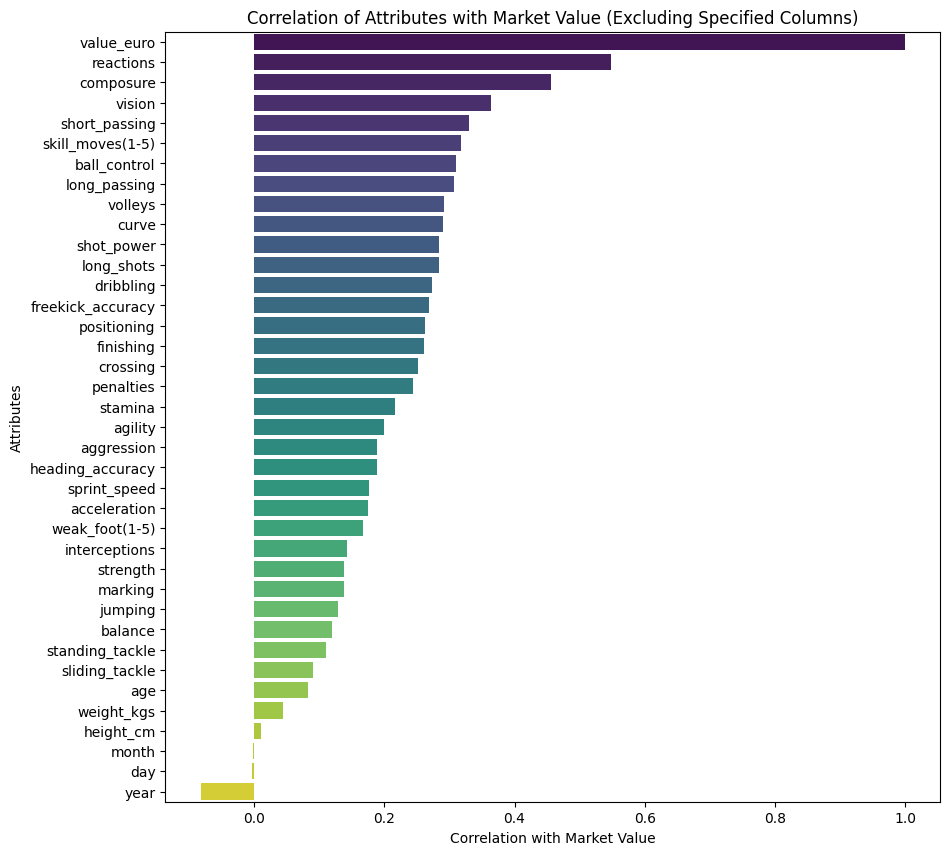 Correlation of Attributes with Market Value (Excluding Specified Columns)
Attributes
value_euro
reactions
composure
vision
short_passing
skill_moves(1-5)
ball_control
long_passing
volleys
curve
shot_power
long_shots
dribbling
freekick_accuracy
positioning
finishing
crossing
penalties
stamina
agility
aggression
heading_accuracy
sprint_speed
acceleration
weak_foot(1-5)
interceptions
strength
marking
jumping
balance
standing_tackle
sliding_tackle
age
weight_kgs
height_cm
month
day
year
0.0 0.2 0.4 0.6 0.8 1.0
Correlation with Market Value